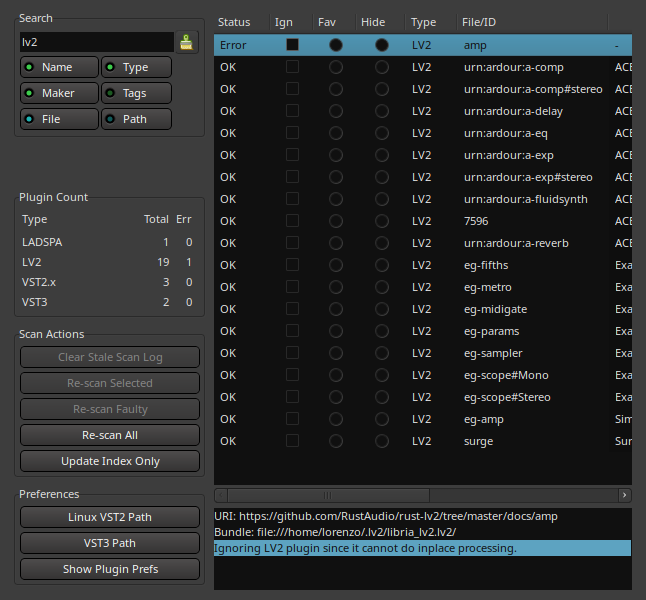 Search
lv2
Name Type
Maker Tags
File Path
Plugin Count
Type Total Err
LADSPA 1 0
LV2 19 1
VST2.x 3 0
VST3 2 0
Scan Actions
Clear Stale Scan Log
Re-scan Selected
Re-scan Faulty
Re-scan All
Update Index Only
Preferences
Linux VST2 Path
VST3 Path
Show Plugin Prefs
Status Ign Fav Hide Type File/ID
Error LV2 amp -
OK LV2 urn:ardour:a-comp ACE
OK LV2 urn:ardour:a-comp#stereo ACE
OK LV2 urn:ardour:a-delay ACE
OK LV2 urn:ardour:a-eq ACE
OK LV2 urn:ardour:a-exp ACE
OK LV2 urn:ardour:a-exp#stereo ACE
OK LV2 urn:ardour:a-fluidsynth ACE
OK LV2 7596 ACE
OK LV2 urn:ardour:a-reverb ACE
OK LV2 eg-fifths Exa
OK LV2 eg-metro Exa
OK LV2 eg-midigate Exa
OK LV2 eg-params Exa
OK LV2 eg-sampler Exa
OK LV2 eg-scope#Mono Exa
OK LV2 eg-scope#Stereo Exa
OK LV2 eg-amp Sim
OK LV2 surge Sur
URI: https://github.com/RustAudio/rust-lv2/tree/master/docs/amp
Bundle: file:///home/lorenzo/.lv2/libria_lv2.lv2/
Ignoring LV2 plugin since it cannot do inplace processing.